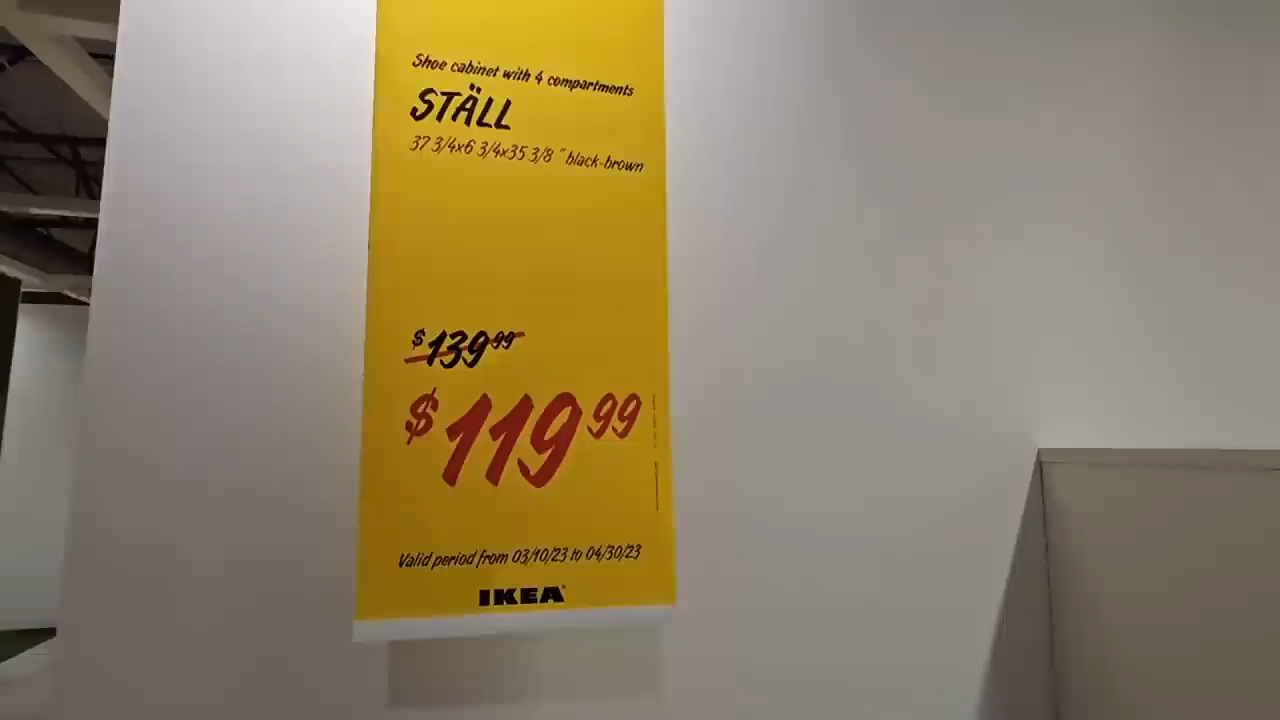 Shoe cabinet with 4 compartments
STÄLL
37 3/4x6 3/4x35 3/8 " black-brown
$139 99
$119 99
Valid period from 03/10/23 to 04/30/23
IKEA